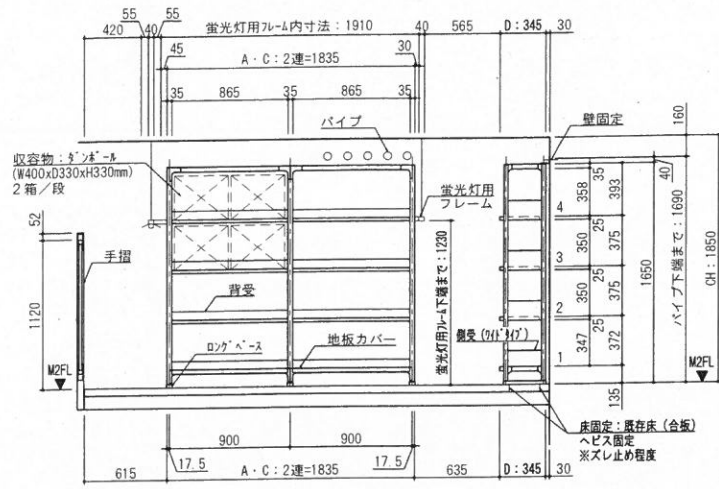 55
55
420
40
蛍光灯用フレーム内寸法：1910
40
565
D：345
30
45
A・C：2連=1835
30
35
865
35
865
35
パイプ
壁固定
160
収容物：ダンボール
(W400xD330xH330mm)
2箱／段
蛍光灯用
フレーム
4
3
2
1
358
350
350
347
35
25
25
25
393
375
375
372
135
40
1650
パイプ下端まで：1690
CH：1850
52
1120
手摺
背受
ロングベース
地板カバー
蛍光灯用フレーム下端まで：1230
側受（ワイドタイプ）
M2FL
M2FL
床固定：既存床（合板）
へビス固定
※ズレ止め程度
900
900
17.5
17.5
615
A・C：2連=1835
635
D：345
30